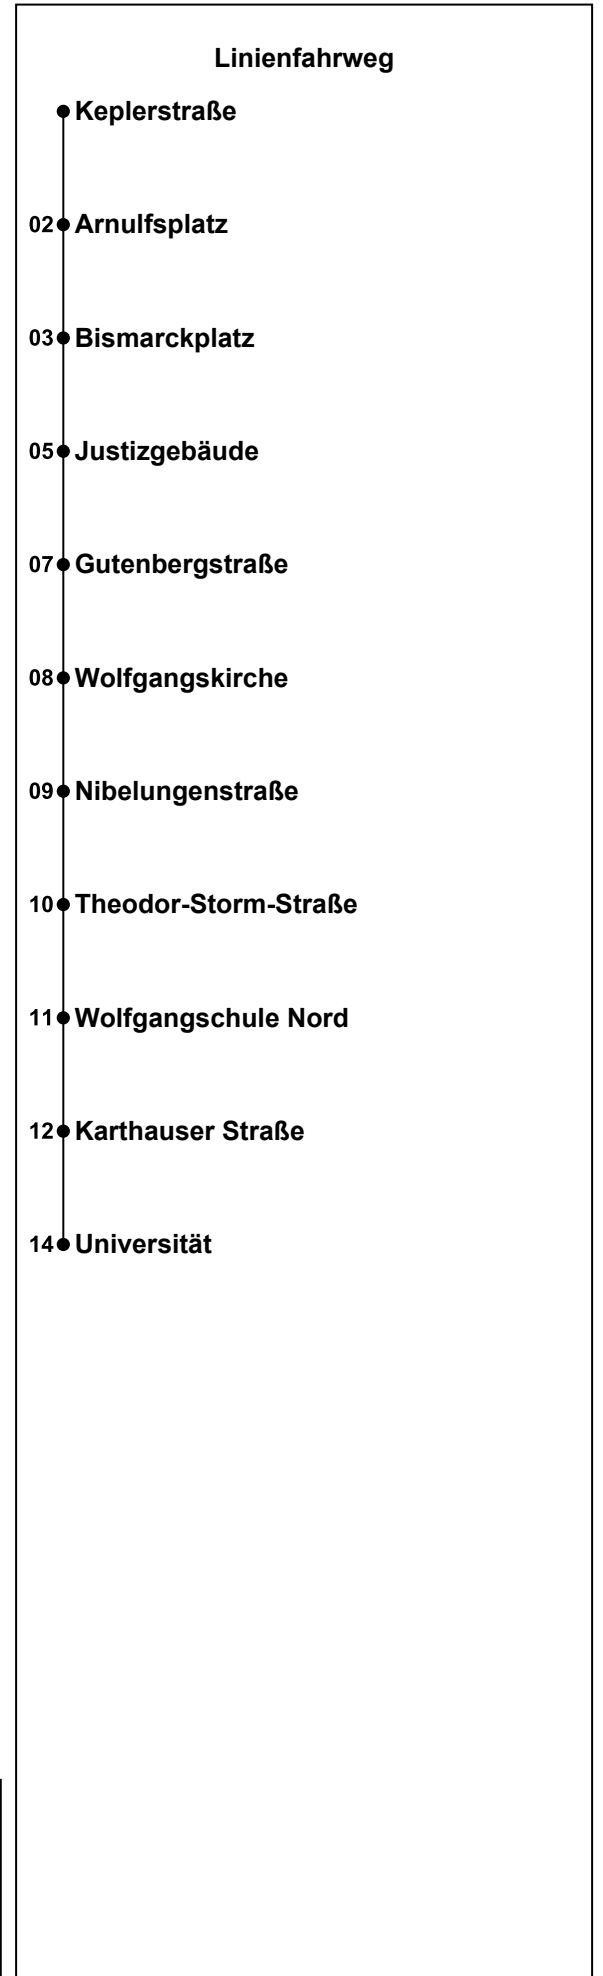 Linienfahrweg
Keplerstraße
02 Arnulfsplatz
03 Bismarckplatz
05 Justizgebäude
07 Gutenbergstraße
08 Wolfgangskirche
09 Nibelungenstraße
10 Theodor-Storm-Straße
11 Wolfgangschule Nord
12 Karthauser Straße
14 Universität